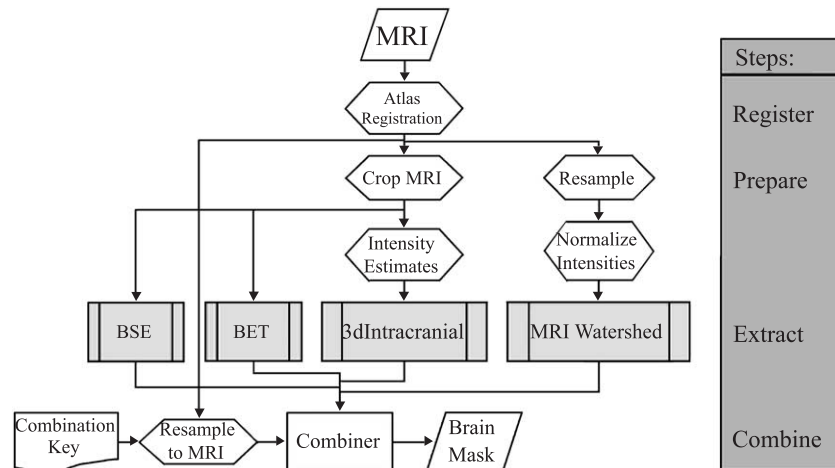 MRI
Steps:
Atlas
Registration
Register
Crop MRI
Resample
Prepare
Intensity
Estimates
Normalize
Intensities
BSE
BET
3dIntracranial
MRI Watershed
Extract
Combination
Key
Resample
to MRI
Combiner
Brain
Mask
Combine